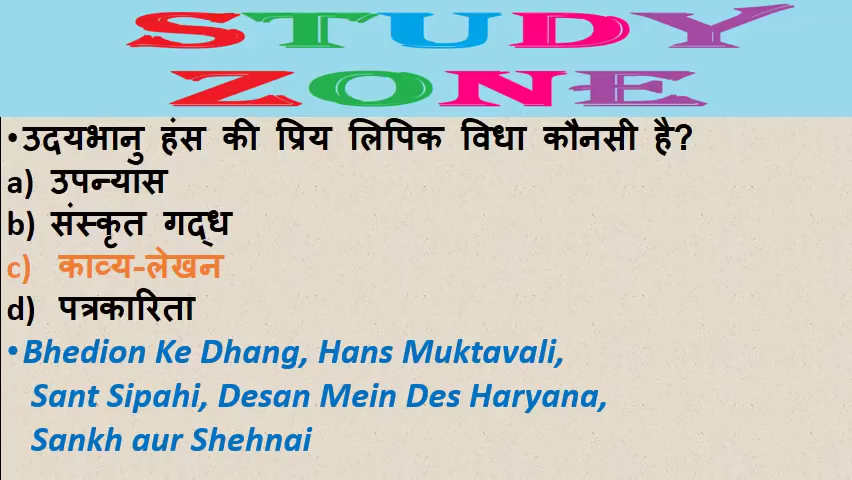 STUDY
ZONE
•उदयभानु हंस की प्रिय लिपिक विधा कौनसी है?
a) उपन्यास
b) संस्कृत गद्ध
c) काव्य-लेखन
d) पत्रकारिता
•Bhedion Ke Dhang, Hans Muktavali,
Sant Sipahi, Desan Mein Des Haryana,
Sankh aur Shehnai